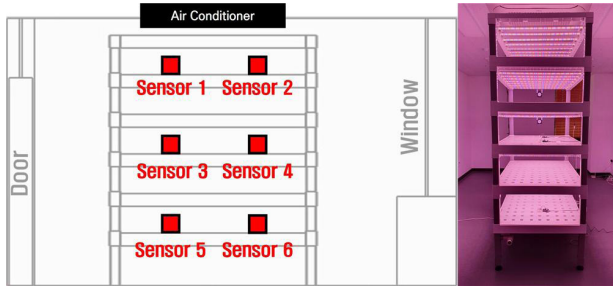 Air Conditioner
Sensor 1 Sensor 2
Door
Sensor 3 Sensor 4
Window
Sensor 5 Sensor 6